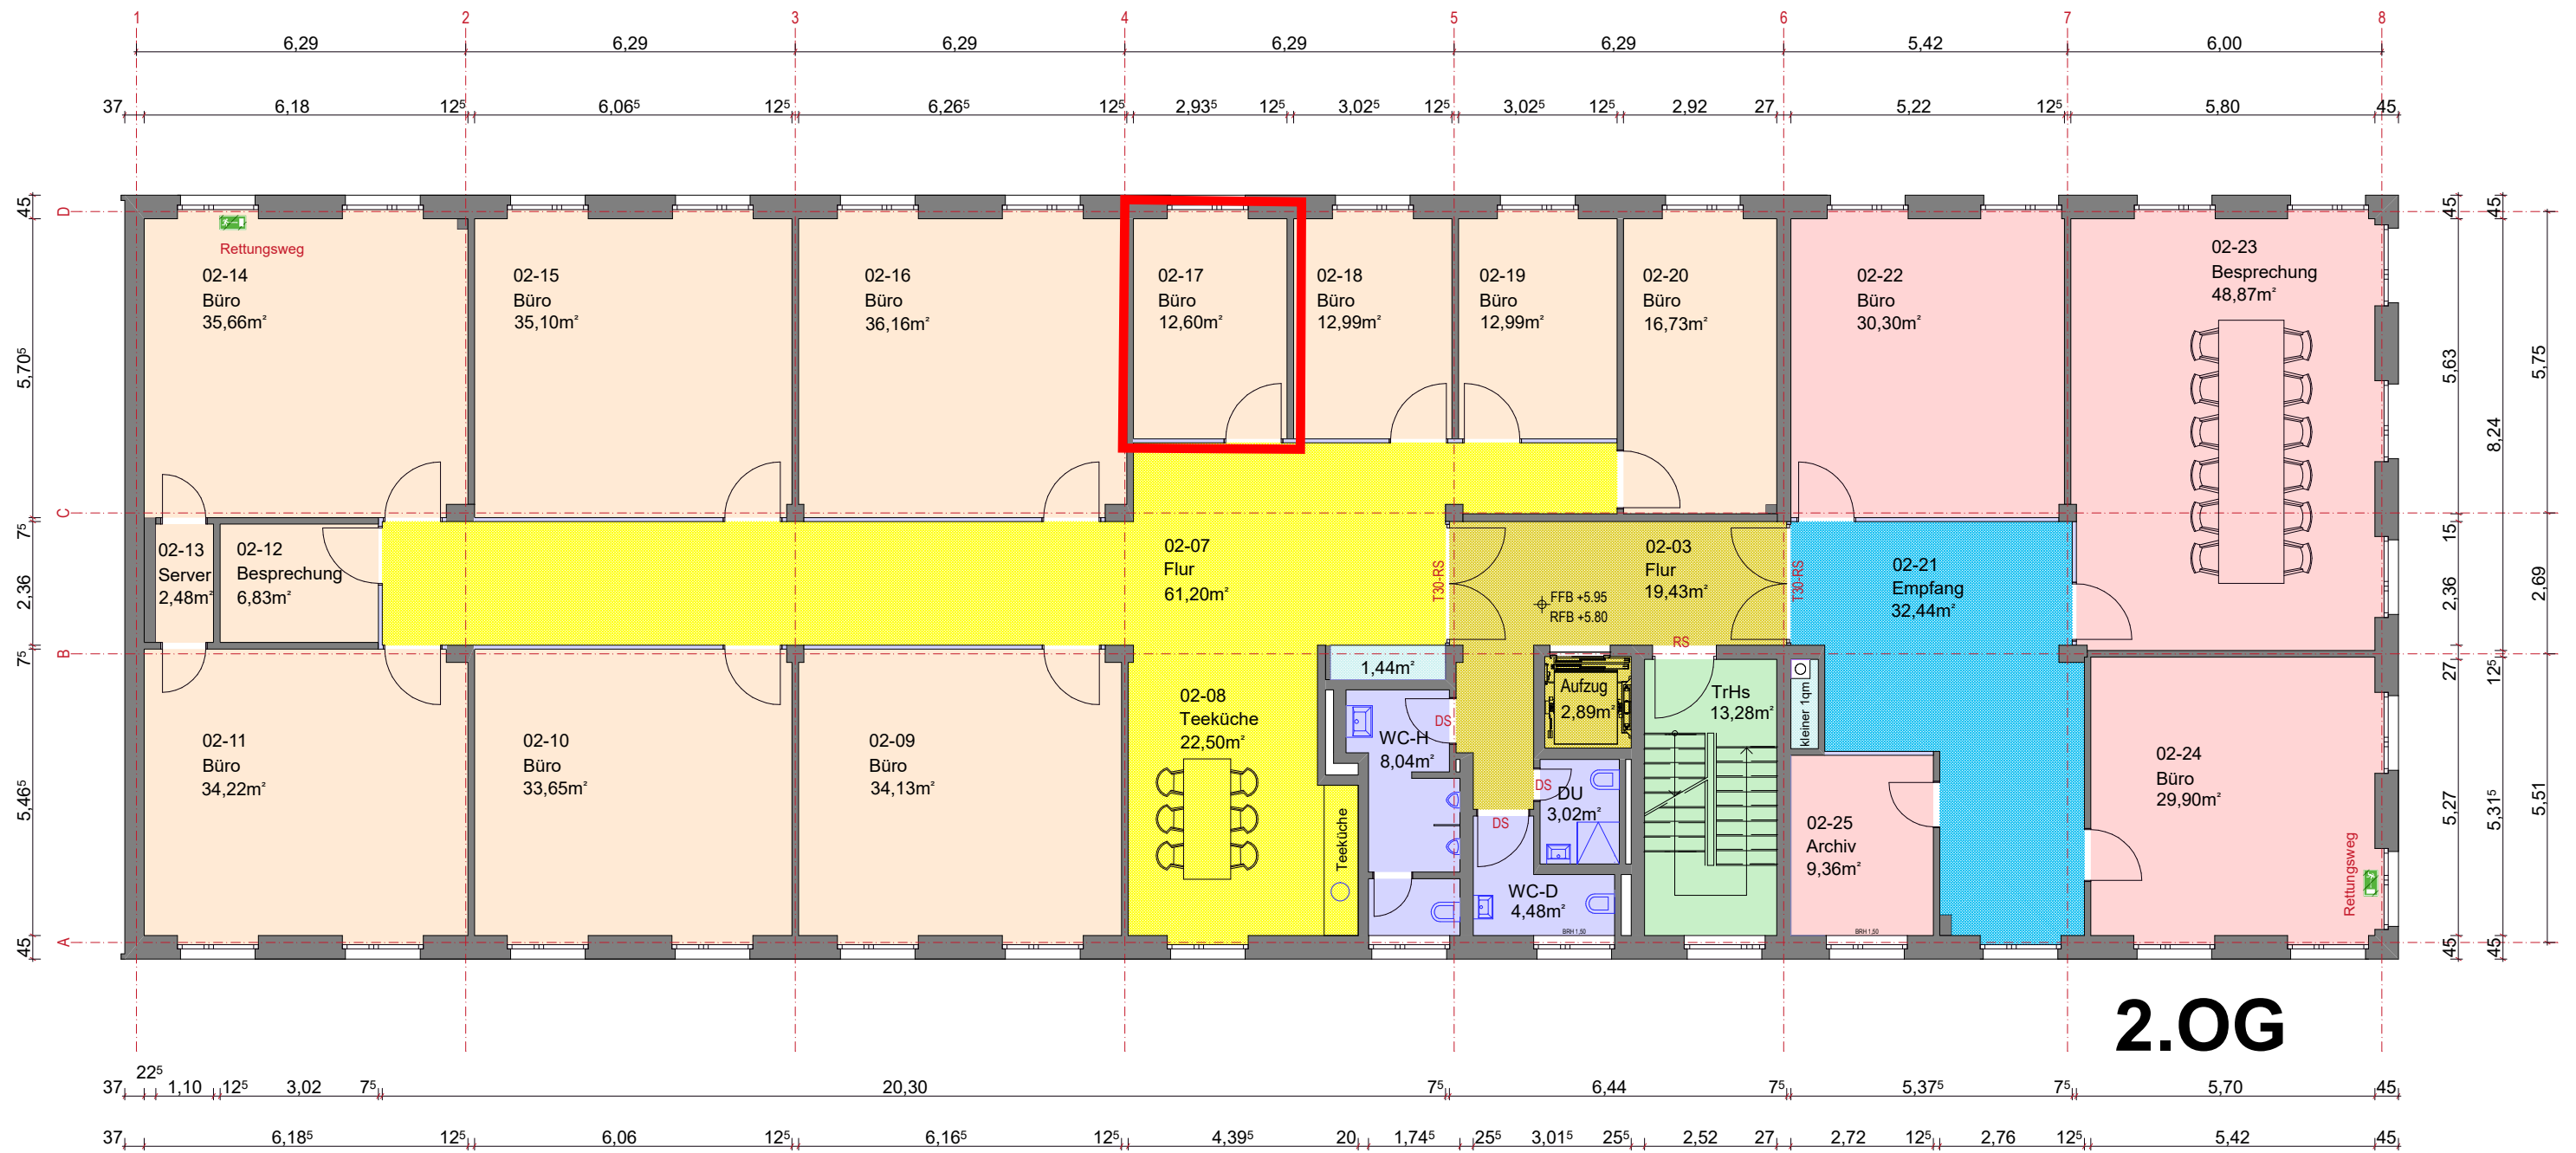 1 2 3 4 5 6 7 8
6,29 6,29 6,29 6,29 6,29 5,42 6,00
37 6,18 12⁵ 6,06⁵ 12⁵ 6,26⁵ 12⁵ 2,93⁵ 12⁵ 3,02⁵ 12⁵ 3,02⁵ 12⁵ 2,92 27 5,22 12⁵ 5,80 45
D
C
B
A
45
5,70⁵
7⁵
2,36
7⁵
5,46⁵
45
Rettungsweg
02-14
Büro
35,66m²
02-15
Büro
35,10m²
02-16
Büro
36,16m²
02-17
Büro
12,60m²
02-18
Büro
12,99m²
02-19
Büro
12,99m²
02-20
Büro
16,73m²
02-22
Büro
30,30m²
02-23
Besprechung
48,87m²
02-13
Server
2,48m²
02-12
Besprechung
6,83m²
02-07
Flur
61,20m²
T30-RS
FFB +5.95
RFB +5.80
02-03
Flur
19,43m²
T30-RS
RS
02-21
Empfang
32,44m²
02-11
Büro
34,22m²
02-10
Büro
33,65m²
02-09
Büro
34,13m²
02-08
Teeküche
22,50m²
Teeküche
1,44m²
DS
WC-H
8,04m²
Aufzug
2,89m²
DS
DU
3,02m²
DS
WC-D
4,48m²
BRH 1,50
TrHs
13,28m²
kleiner 1qm
02-25
Archiv
9,36m²
BRH 1,50
02-24
Büro
29,90m²
Rettungsweg
45
5,63
15
2,36
27
5,27
45
45
8,24
12⁵
5,31⁵
45
5,75
2,69
5,51
2.OG
37 22⁵ 1,10 12⁵ 3,02 7⁵ 20,30 7⁵ 6,44 7⁵ 5,37⁵ 7⁵ 5,70 45
37 6,18⁵ 12⁵ 6,06 12⁵ 6,16⁵ 12⁵ 4,39⁵ 20 1,74⁵ 25⁵ 3,01⁵ 25⁵ 2,52 27 2,72 12⁵ 2,76 12⁵ 5,42 45